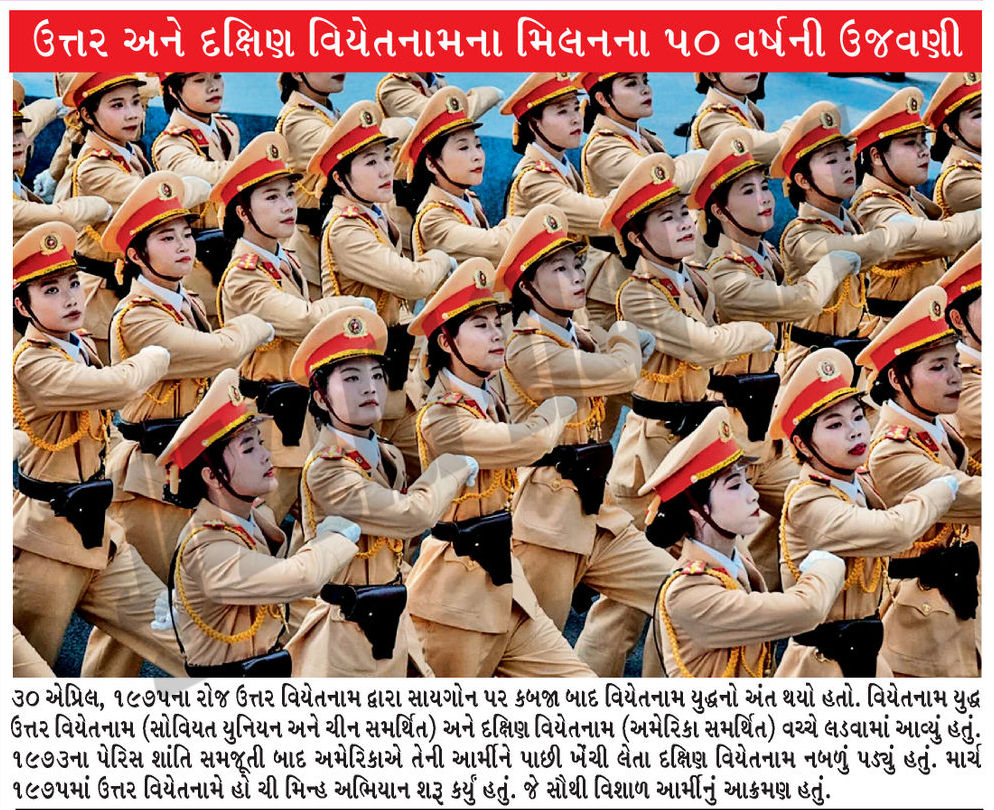 ઉત્તર અને દક્ષિણ વિયેતનામના મિલનના ૫૦ વર્ષની ઉજવણી
૩૦ એપ્રિલ, ૧૯૭૫ના રોજ ઉત્તર વિયેતનામ દ્વારા સાયગોન પર કબજા બાદ વિયેતનામ યુદ્ધનો અંત થયો હતો. વિયેતનામ યુદ્ધ
ઉત્તર વિયેતનામ (સોવિયત યુનિયન અને ચીન સમર્થિત) અને દક્ષિણ વિયેતનામ (અમેરિકા સમર્થિત) વચ્ચે લડવામાં આવ્યું હતું.
૧૯૭૩ના પેરિસ શાંતિ સમજૂતી બાદ અમેરિકાએ તેની આર્મીને પાછી ખેંચી લેતા દક્ષિણ વિયેતનામ નબળું પડ્યું હતું. માર્ચ
૧૯૭૫માં ઉત્તર વિયેતનામે હો ચી મિન્હ અભિયાન શરૂ કર્યું હતું. જે સૌથી વિશાળ આર્મીનું આક્રમણ હતું.